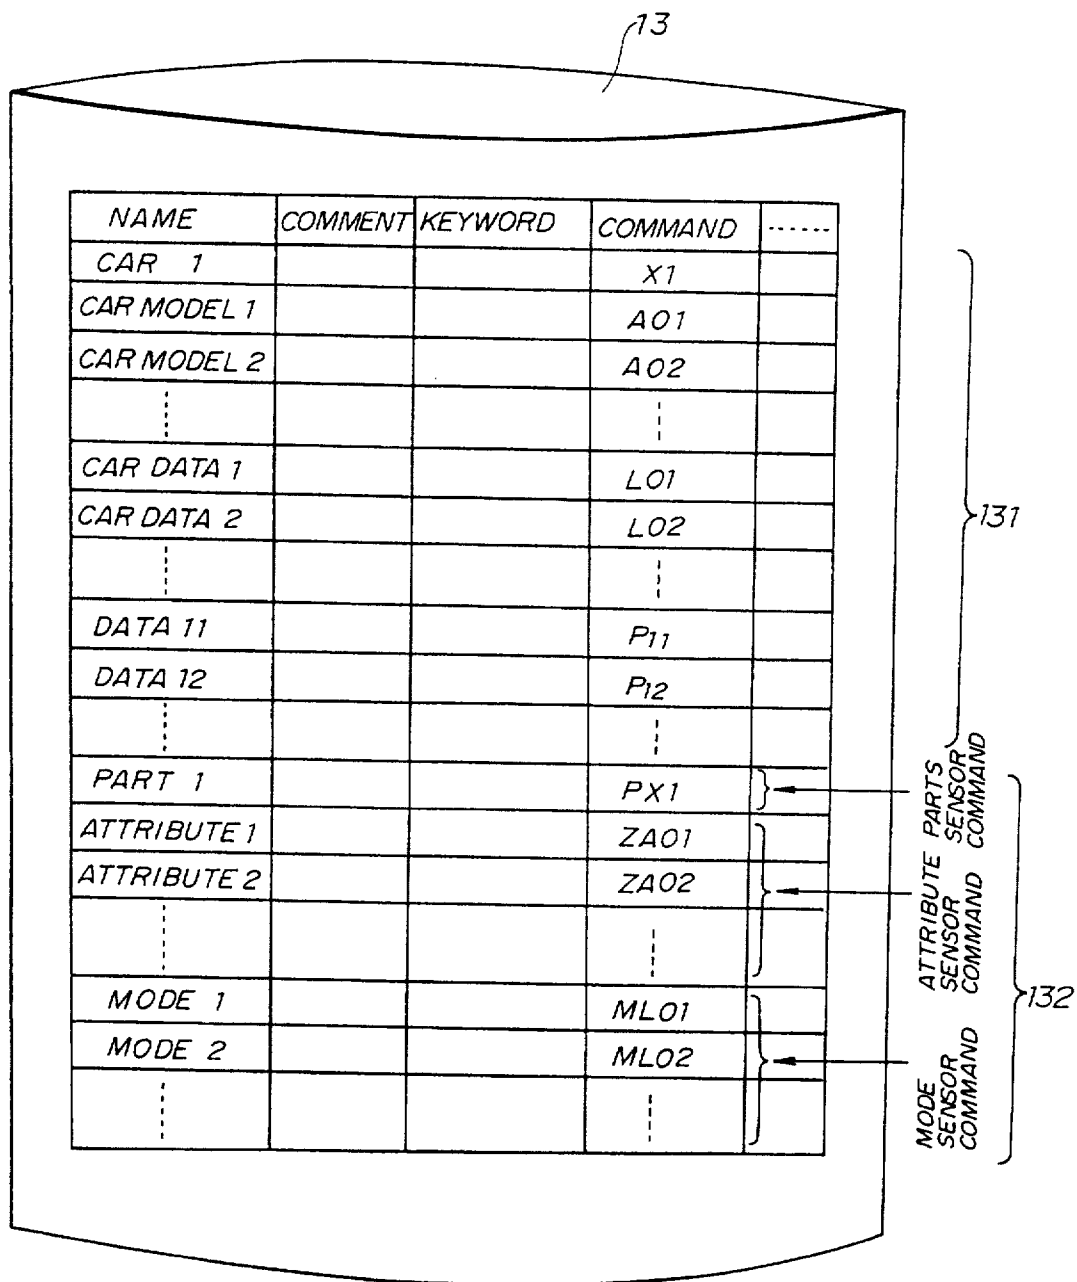 13
NAME COMMENT KEYWORD COMMAND ------
CAR 1 X1
CAR MODEL 1 A01
CAR MODEL 2 A02
CAR DATA 1 L01
CAR DATA 2 L02
131
DATA 11 P11
DATA 12 P12
PART 1 PX1
PARTS
SENSOR
COMMAND
ATTRIBUTE 1 ZA01
ATTRIBUTE 2 ZA02
ATTRIBUTE
SENSOR
COMMAND
132
MODE 1 ML01
MODE 2 ML02
MODE
SENSOR
COMMAND